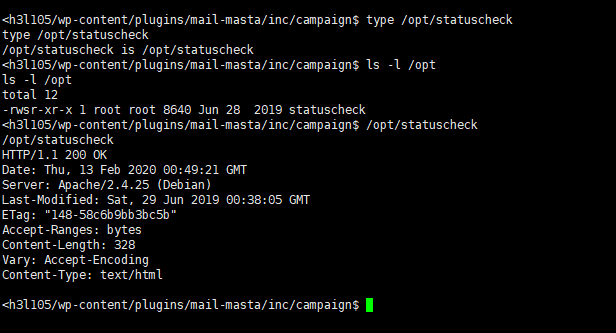 <h3l105/wp-content/plugins/mail-masta/inc/campaign$ type /opt/statuscheck
type /opt/statuscheck
/opt/statuscheck is /opt/statuscheck
<h3l105/wp-content/plugins/mail-masta/inc/campaign$ ls -l /opt
ls -l /opt
total 12
-rwsr-xr-x 1 root root 8640 Jun 28  2019 statuscheck
<h3l105/wp-content/plugins/mail-masta/inc/campaign$ /opt/statuscheck
/opt/statuscheck
HTTP/1.1 200 OK
Date: Thu, 13 Feb 2020 00:49:21 GMT
Server: Apache/2.4.25 (Debian)
Last-Modified: Sat, 29 Jun 2019 00:38:05 GMT
ETag: "148-58c6b9bb3bc5b"
Accept-Ranges: bytes
Content-Length: 328
Vary: Accept-Encoding
Content-Type: text/html
<h3l105/wp-content/plugins/mail-masta/inc/campaign$